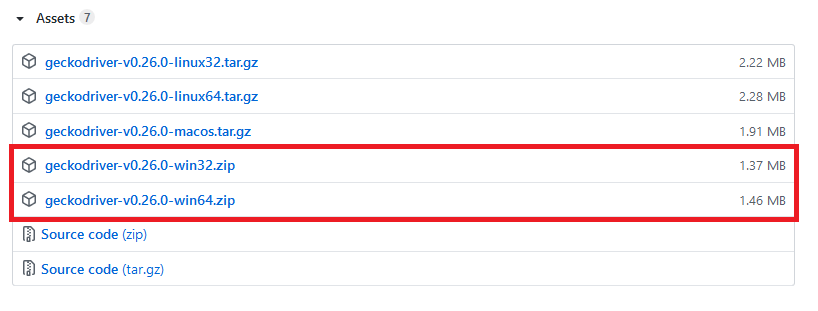 Assets 7
geckodriver-v0.26.0-linux32.tar.gz 2.22 MB
geckodriver-v0.26.0-linux64.tar.gz 2.28 MB
geckodriver-v0.26.0-macos.tar.gz 1.91 MB
geckodriver-v0.26.0-win32.zip 1.37 MB
geckodriver-v0.26.0-win64.zip 1.46 MB
Source code (zip)
Source code (tar.gz)